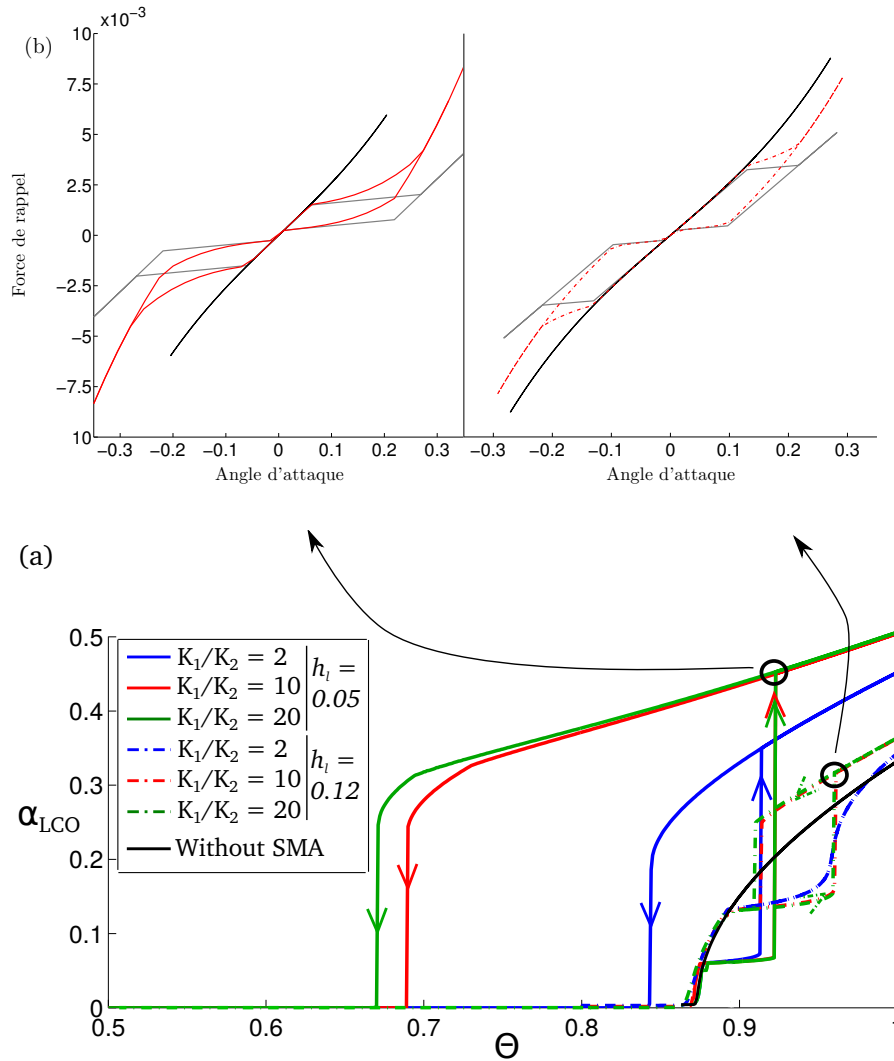 ×10⁻³
(b)
10
7.5
5
2.5
0
−2.5
−5
−7.5
10
Force de rappel
−0.3 −0.2 −0.1 0 0.1 0.2 0.3
−0.3 −0.2 −0.1 0 0.1 0.2 0.3
Angle d'attaque
Angle d'attaque
(a)
0.5
0.4
0.3
0.2
0.1
0
α_LCO
K₁/K₂ = 2
K₁/K₂ = 10
K₁/K₂ = 20
h_l =
0.05
K₁/K₂ = 2
K₁/K₂ = 10
K₁/K₂ = 20
h_l =
0.12
Without SMA
0.5 0.6 0.7 0.8 0.9 1
Θ